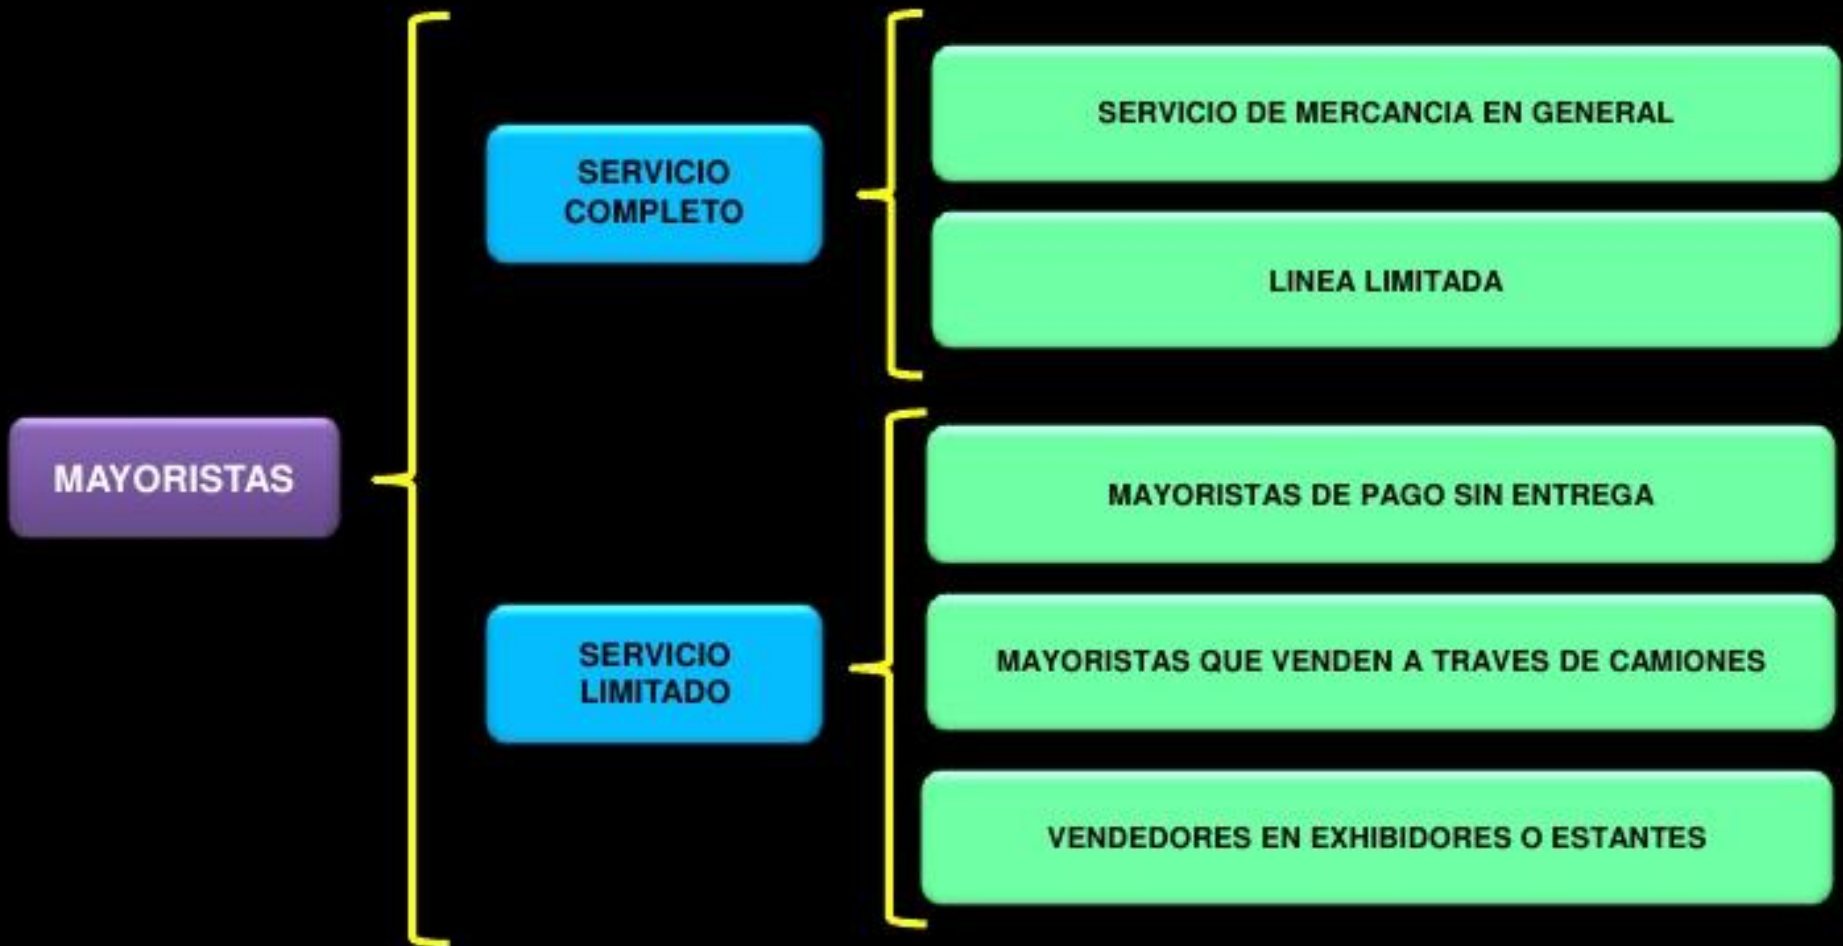 MAYORISTAS
SERVICIO
COMPLETO
SERVICIO DE MERCANCIA EN GENERAL
LINEA LIMITADA
SERVICIO
LIMITADO
MAYORISTAS DE PAGO SIN ENTREGA
MAYORISTAS QUE VENDEN A TRAVES DE CAMIONES
VENDEDORES EN EXHIBIDORES O ESTANTES